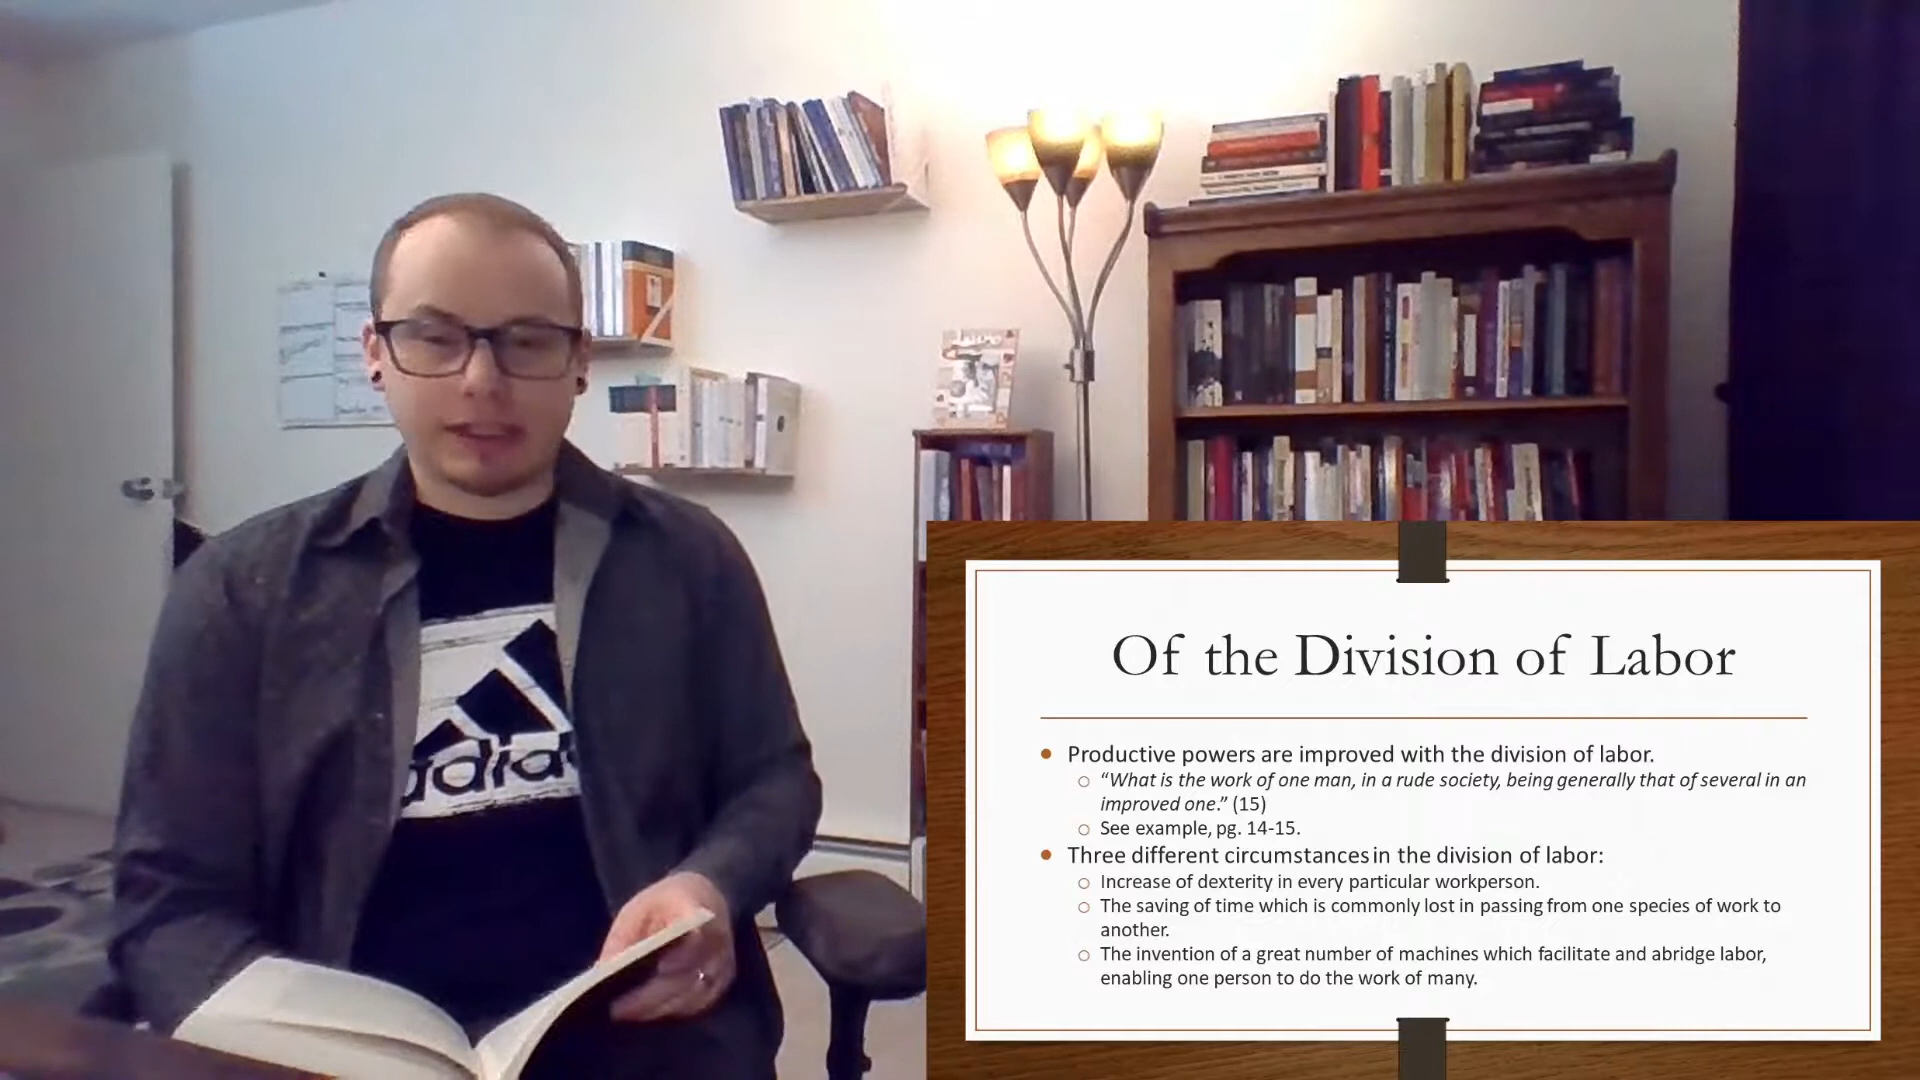 adidas
Of the Division of Labor
• Productive powers are improved with the division of labor.
○ “What is the work of one man, in a rude society, being generally that of several in an
improved one.” (15)
○ See example, pg. 14-15.
• Three different circumstances in the division of labor:
○ Increase of dexterity in every particular workperson.
○ The saving of time which is commonly lost in passing from one species of work to
another.
○ The invention of a great number of machines which facilitate and abridge labor,
enabling one person to do the work of many.